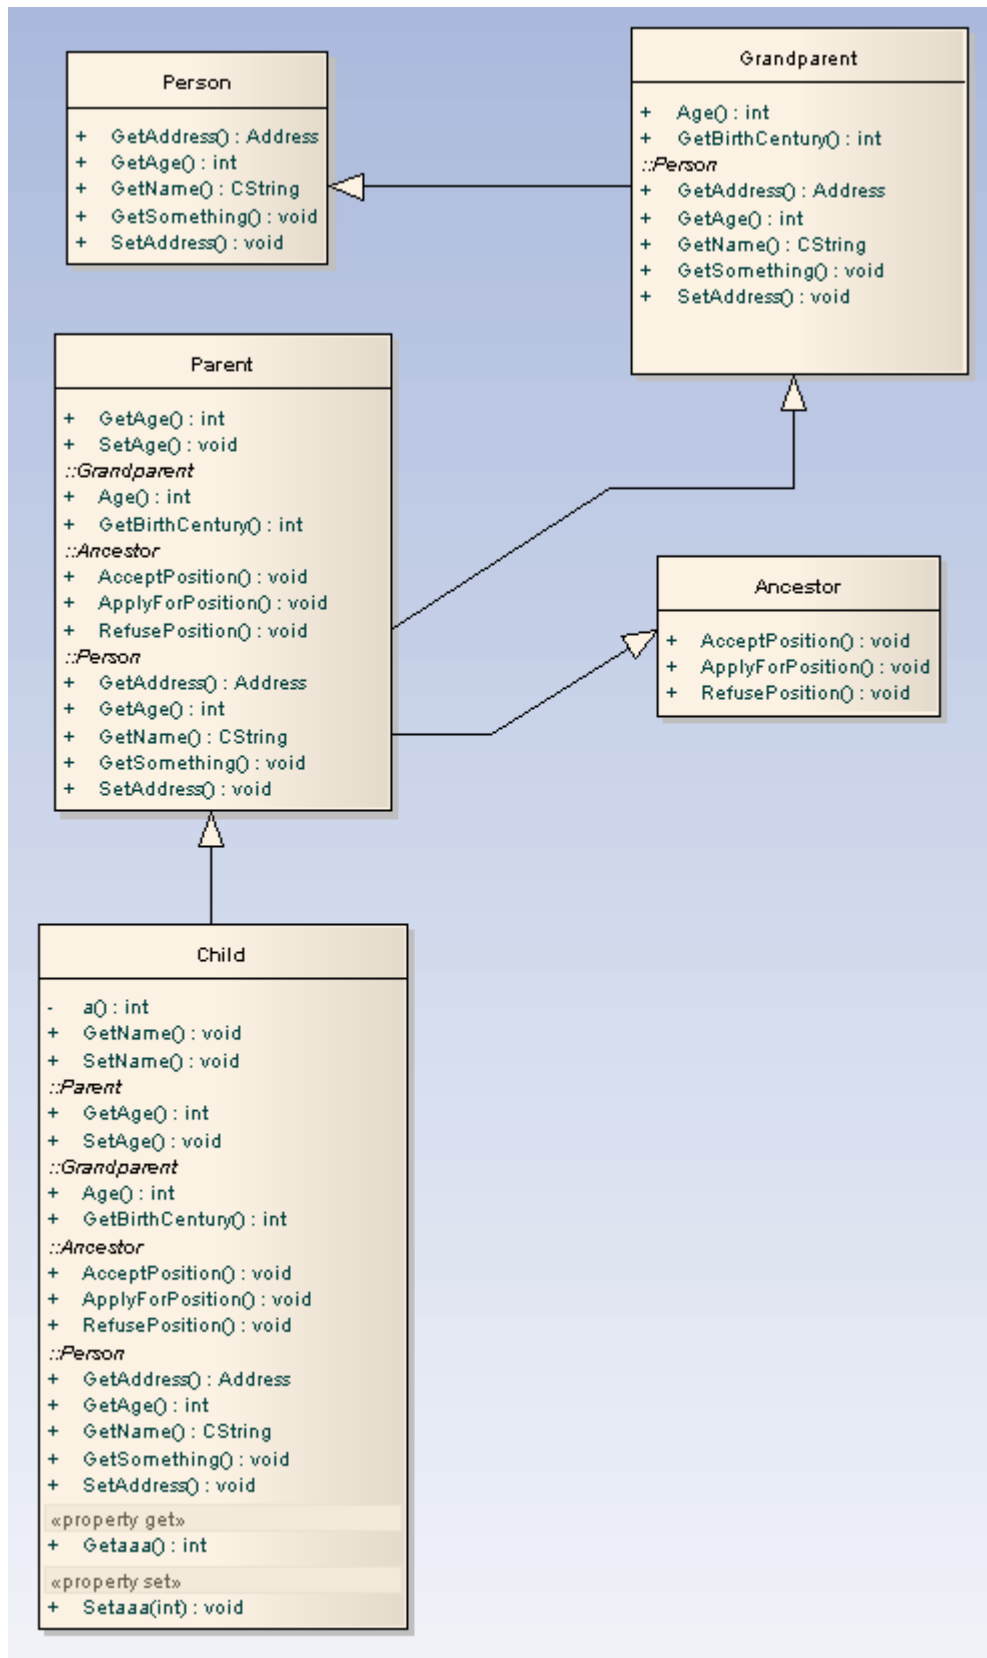 Person
+ GetAddress() : Address
+ GetAge() : int
+ GetName() : CString
+ GetSomething() : void
+ SetAddress() : void
Grandparent
+ Age() : int
+ GetBirthCentury() : int
::Person
+ GetAddress() : Address
+ GetAge() : int
+ GetName() : CString
+ GetSomething() : void
+ SetAddress() : void
Parent
+ GetAge() : int
+ SetAge() : void
::Grandparent
+ Age() : int
+ GetBirthCentury() : int
::Ancestor
+ AcceptPosition() : void
+ ApplyForPosition() : void
+ RefusePosition() : void
::Person
+ GetAddress() : Address
+ GetAge() : int
+ GetName() : CString
+ GetSomething() : void
+ SetAddress() : void
Ancestor
+ AcceptPosition() : void
+ ApplyForPosition() : void
+ RefusePosition() : void
Child
- a() : int
+ GetName() : void
+ SetName() : void
::Parent
+ GetAge() : int
+ SetAge() : void
::Grandparent
+ Age() : int
+ GetBirthCentury() : int
::Ancestor
+ AcceptPosition() : void
+ ApplyForPosition() : void
+ RefusePosition() : void
::Person
+ GetAddress() : Address
+ GetAge() : int
+ GetName() : CString
+ GetSomething() : void
+ SetAddress() : void
«property get»
+ Getaaa() : int
«property set»
+ Setaaa(int) : void